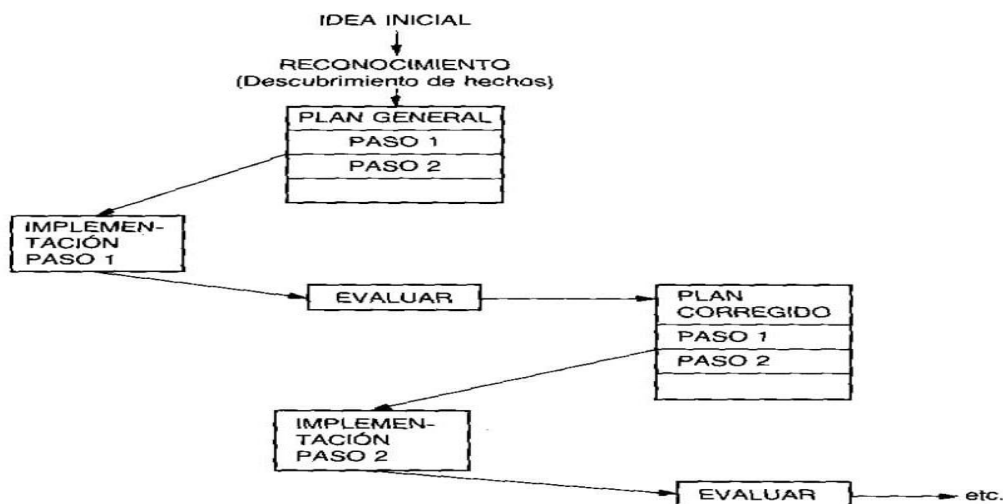 IDEA INICIAL
RECONOCIMIENTO
(Descubrimiento de hechos)
PLAN GENERAL
PASO 1
PASO 2
IMPLEMEN-
TACIÓN
PASO 1
EVALUAR
PLAN
CORREGIDO
PASO 1
PASO 2
IMPLEMEN-
TACIÓN
PASO 2
EVALUAR
etc.